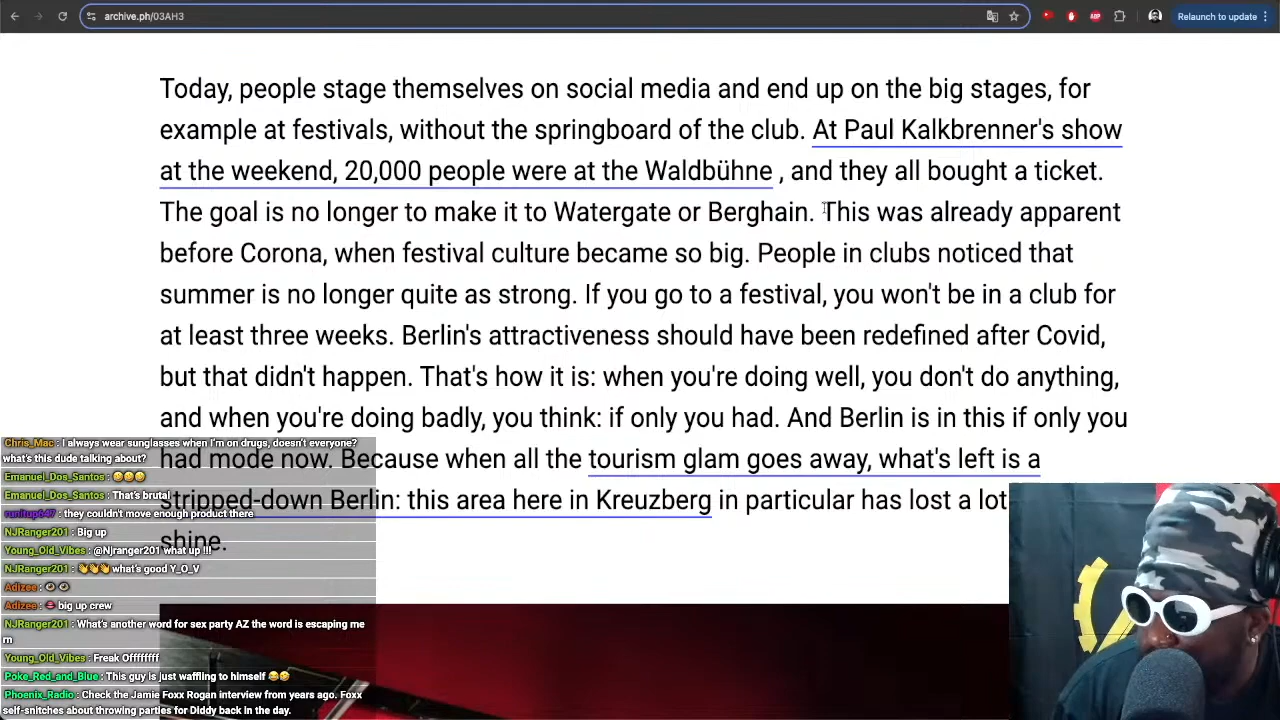 archive.ph/03AH3
Relaunch to update
Today, people stage themselves on social media and end up on the big stages, for
example at festivals, without the springboard of the club. At Paul Kalkbrenner's show
at the weekend, 20,000 people were at the Waldbühne , and they all bought a ticket.
The goal is no longer to make it to Watergate or Berghain. This was already apparent
before Corona, when festival culture became so big. People in clubs noticed that
summer is no longer quite as strong. If you go to a festival, you won't be in a club for
at least three weeks. Berlin's attractiveness should have been redefined after Covid,
but that didn't happen. That's how it is: when you're doing well, you don't do anything,
and when you're doing badly, you think: if only you had. And Berlin is in this if only you
had mode now. Because when all the tourism glam goes away, what's left is a
stripped-down Berlin: this area here in Kreuzberg in particular has lost a lot
shine.
Chris_Mac : I always wear sunglasses when I'm on drugs, doesn't everyone?
what's this dude talking about?
Emanuel_Dos_Santos : 🤣🤣🤣
Emanuel_Dos_Santos : That's brutal
runitup647 : they couldn't move enough product there
NJRanger201 : Big up
Young_Old_Vibes : @Njranger201 what up !!!
NJRanger201 : 👋👋👋 what's good Y_O_V
Adizee : 👁️ 👁️
Adizee : 🫦 big up crew
NJRanger201 : What's another word for sex party AZ the word is escaping me
rn
Young_Old_Vibes : Freak Offfffffff
Poke_Red_and_Blue : This guy is just waffling to himself 😂🤣
Phoenix_Radio : Check the Jamie Foxx Rogan interview from years ago. Foxx
self-snitches about throwing parties for Diddy back in the day.